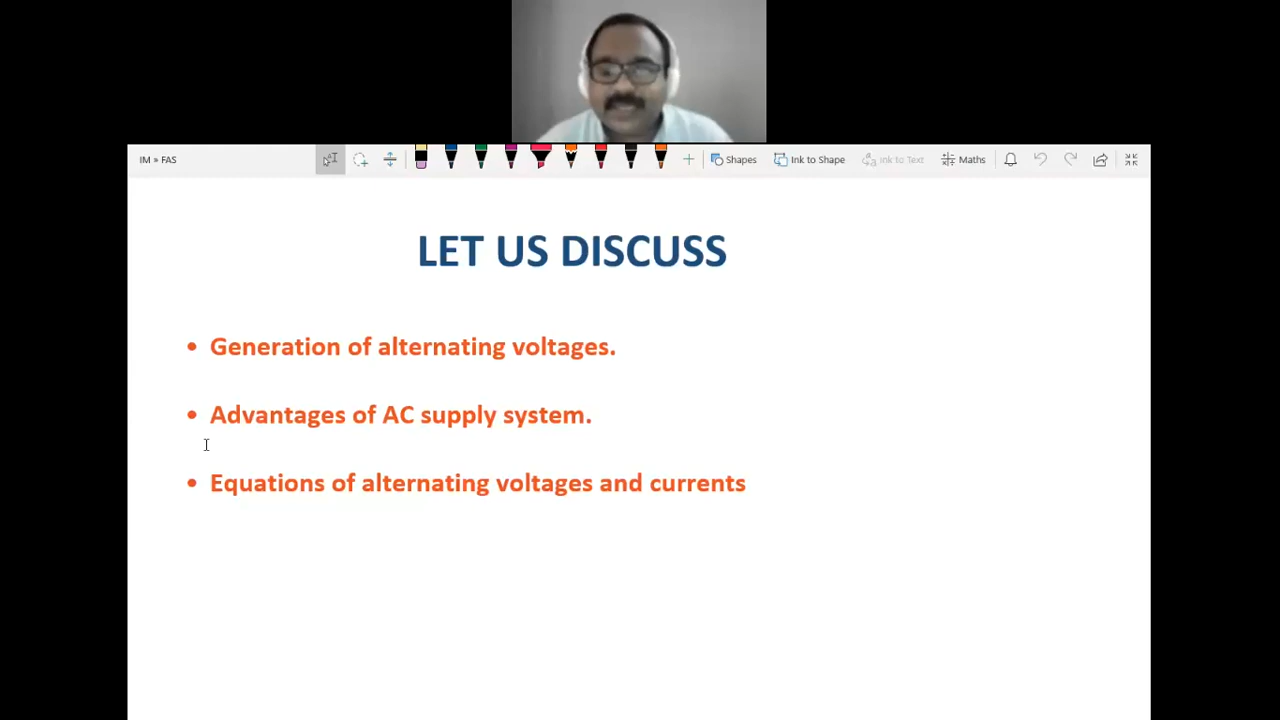 IM » FAS
Shapes
Ink to Shape
Ink to Text
Maths
LET US DISCUSS
• Generation of alternating voltages.
• Advantages of AC supply system.
• Equations of alternating voltages and currents